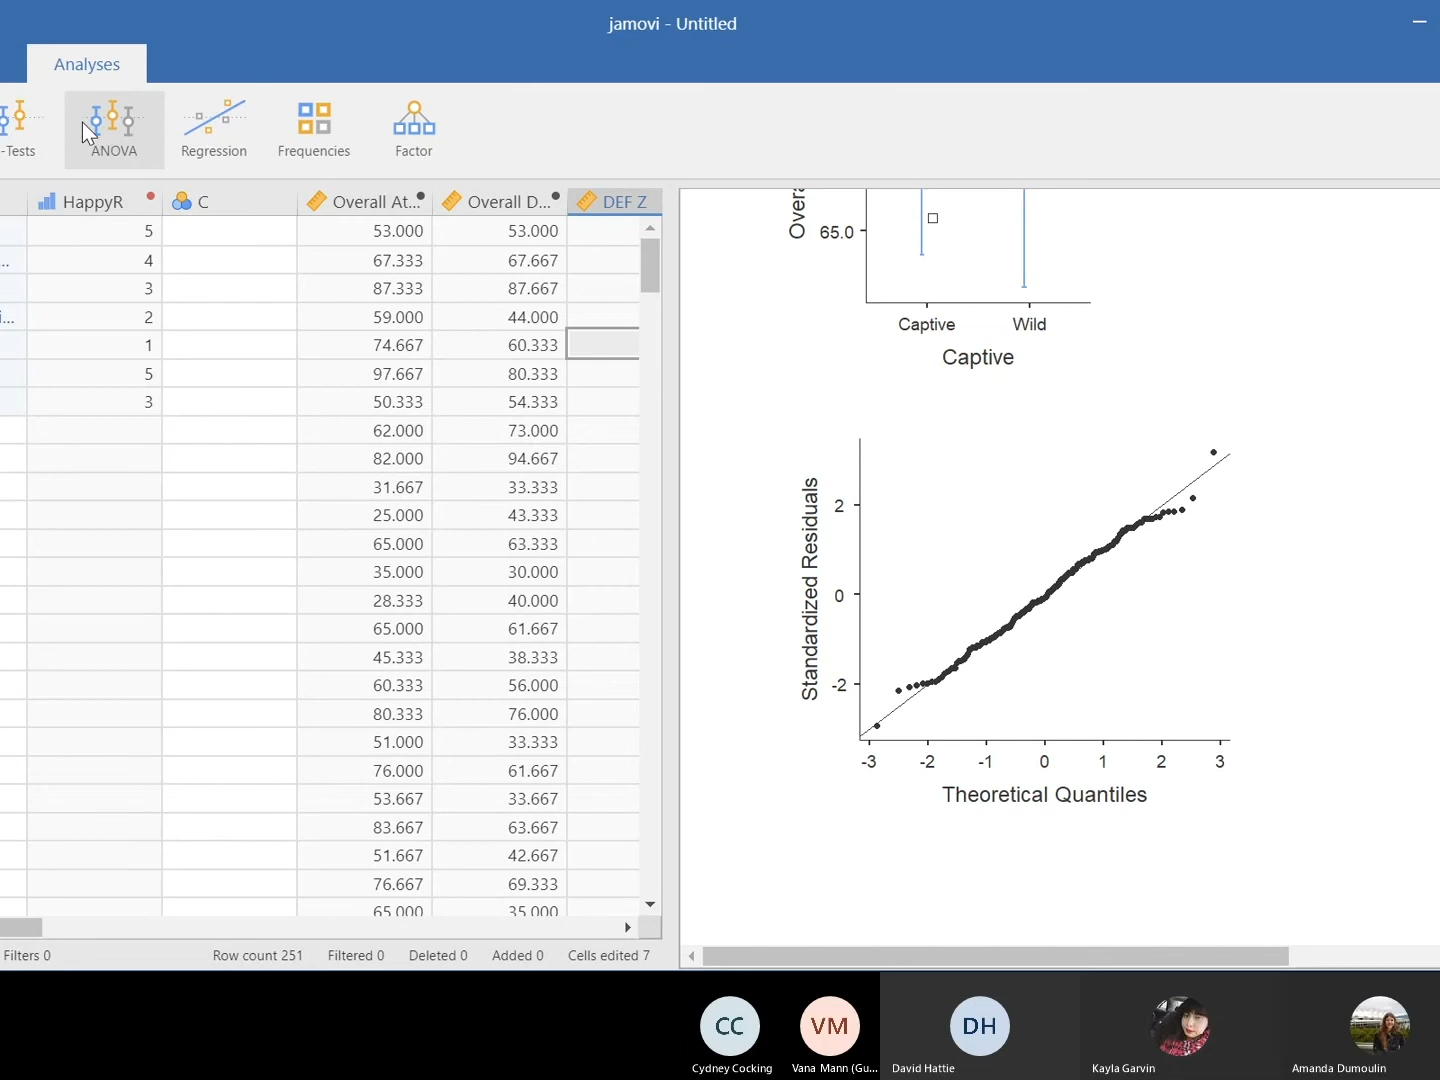 jamovi - Untitled
Analyses
-Tests
ANOVA
Regression
Frequencies
Factor
HappyR
C
Overall At...
Overall D...
DEF Z
5 53.000 53.000
... 4 67.333 67.667
3 87.333 87.667
i... 2 59.000 44.000
1 74.667 60.333
5 97.667 80.333
3 50.333 54.333
62.000 73.000
82.000 94.667
31.667 33.333
25.000 43.333
65.000 63.333
35.000 30.000
28.333 40.000
65.000 61.667
45.333 38.333
60.333 56.000
80.333 76.000
51.000 33.333
76.000 61.667
53.667 33.667
83.667 63.667
51.667 42.667
76.667 69.333
65.000 35.000
Filters 0
Row count 251
Filtered 0
Deleted 0
Added 0
Cells edited 7
Overa
65.0
Captive
Wild
Captive
Standardized Residuals
2
0
-2
-3 -2 -1 0 1 2 3
Theoretical Quantiles
CC
VM
DH
Cydney Cocking
Vana Mann (Gu...
David Hattie
Kayla Garvin
Amanda Dumoulin